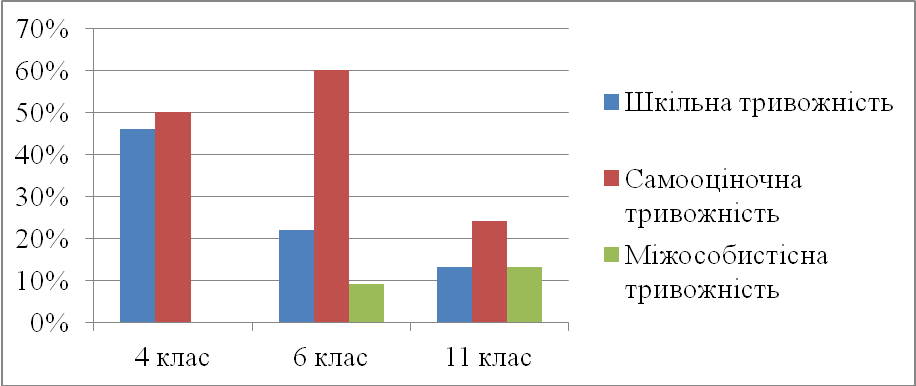 70%
60%
50%
40%
30%
20%
10%
0%
4 клас
6 клас
11 клас
Шкільна тривожність
Самооціночна
тривожність
Міжособистісна
тривожність